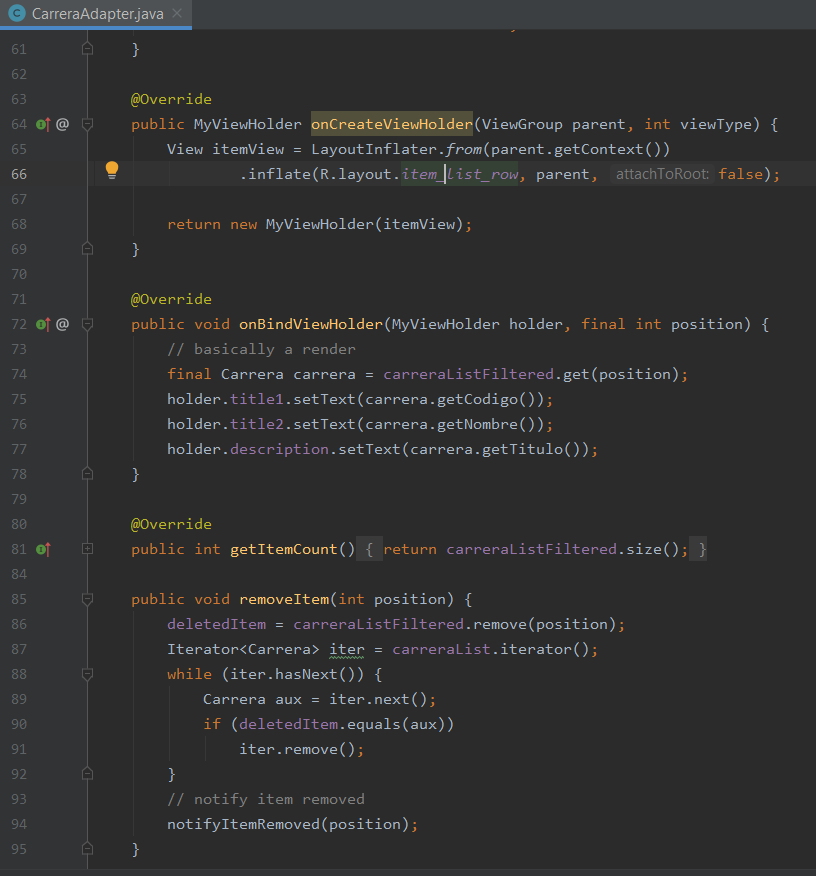 CarreraAdapter.java
61 }
62
63 @Override
64 @ public MyViewHolder onCreateViewHolder(ViewGroup parent, int viewType) {
65 View itemView = LayoutInflater.from(parent.getContext())
66 .inflate(R.layout.item_list_row, parent, attachToRoot: false);
67
68 return new MyViewHolder(itemView);
69 }
70
71 @Override
72 @ public void onBindViewHolder(MyViewHolder holder, final int position) {
73 // basically a render
74 final Carrera carrera = carreraListFiltered.get(position);
75 holder.title1.setText(carrera.getCodigo());
76 holder.title2.setText(carrera.getNombre());
77 holder.description.setText(carrera.getTitulo());
78 }
79
80 @Override
81 public int getItemCount() { return carreraListFiltered.size(); }
84
85 public void removeItem(int position) {
86 deletedItem = carreraListFiltered.remove(position);
87 Iterator<Carrera> iter = carreraList.iterator();
88 while (iter.hasNext()) {
89 Carrera aux = iter.next();
90 if (deletedItem.equals(aux))
91 iter.remove();
92 }
93 // notify item removed
94 notifyItemRemoved(position);
95 }